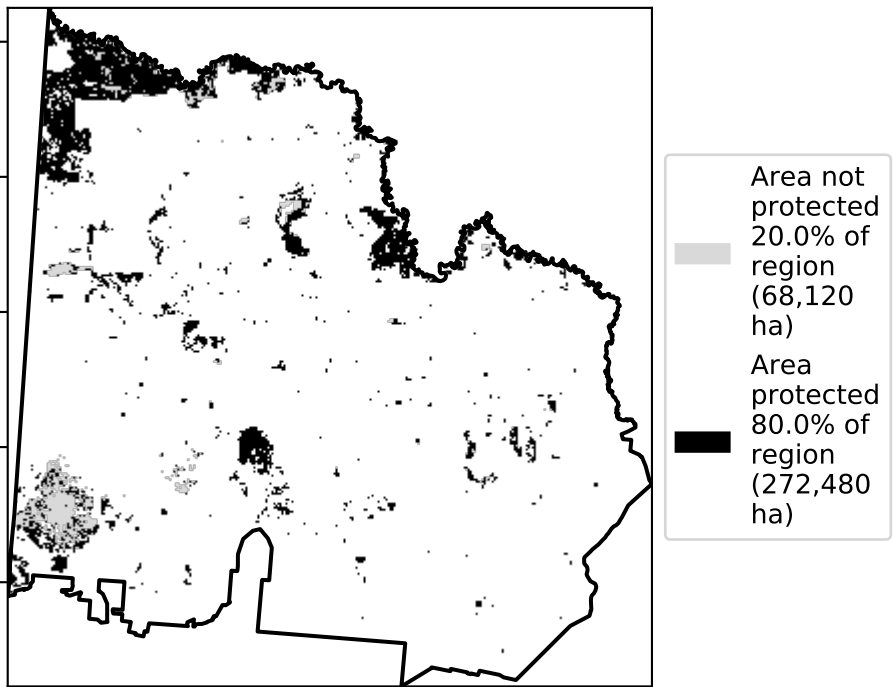 Area not
protected
20.0% of
region
(68,120
ha)
Area
protected
80.0% of
region
(272,480
ha)